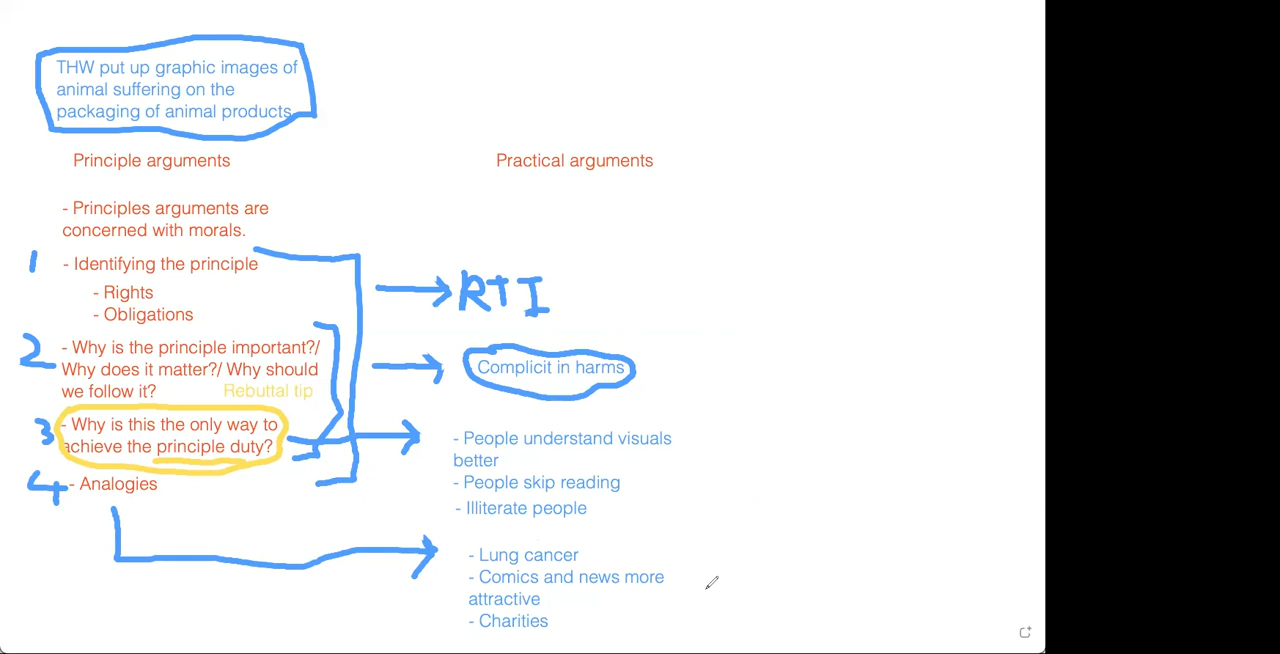 THW put up graphic images of
animal suffering on the
packaging of animal products
Principle arguments
Practical arguments
- Principles arguments are
concerned with morals.
1
- Identifying the principle
- Rights
- Obligations
RTI
2
- Why is the principle important?/
Why does it matter?/ Why should
we follow it?
Rebuttal tip
Complicit in harms
3
- Why is this the only way to
achieve the principle duty?
- People understand visuals
better
- People skip reading
- Illiterate people
4
- Analogies
- Lung cancer
- Comics and news more
attractive
- Charities